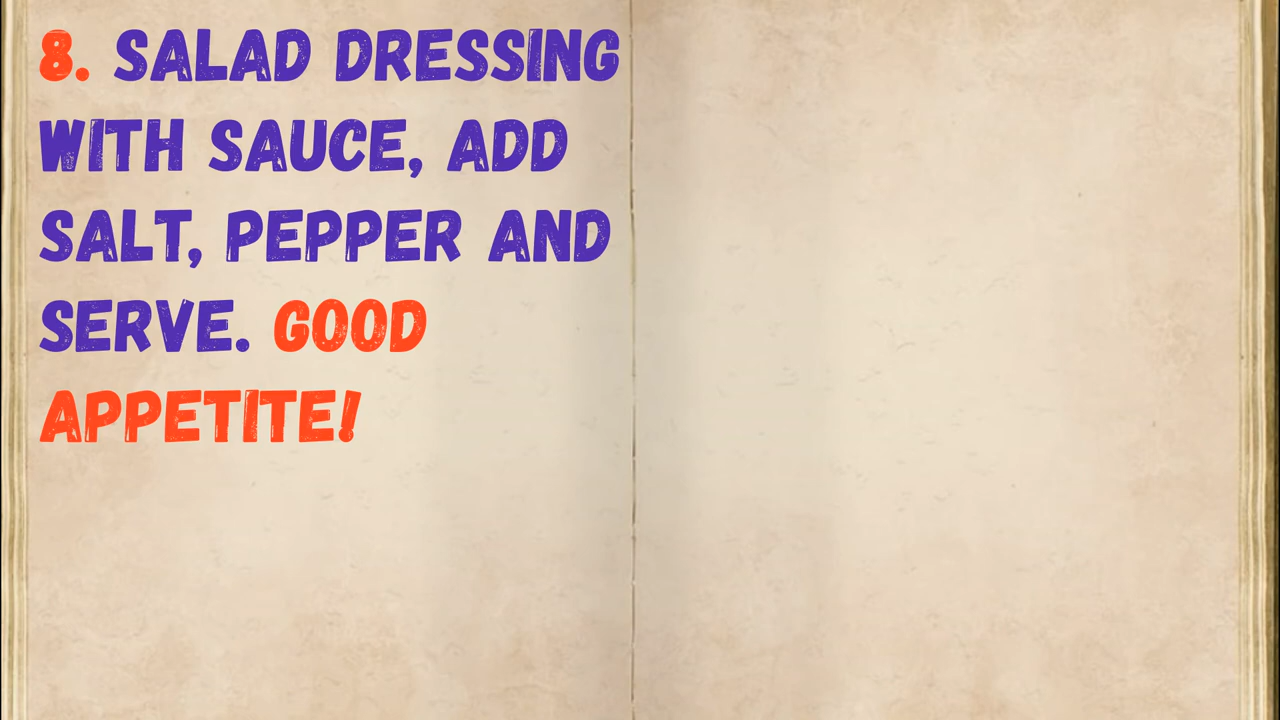 8. SALAD DRESSING
WITH SAUCE, ADD
SALT, PEPPER AND
SERVE. GOOD
APPETITE!